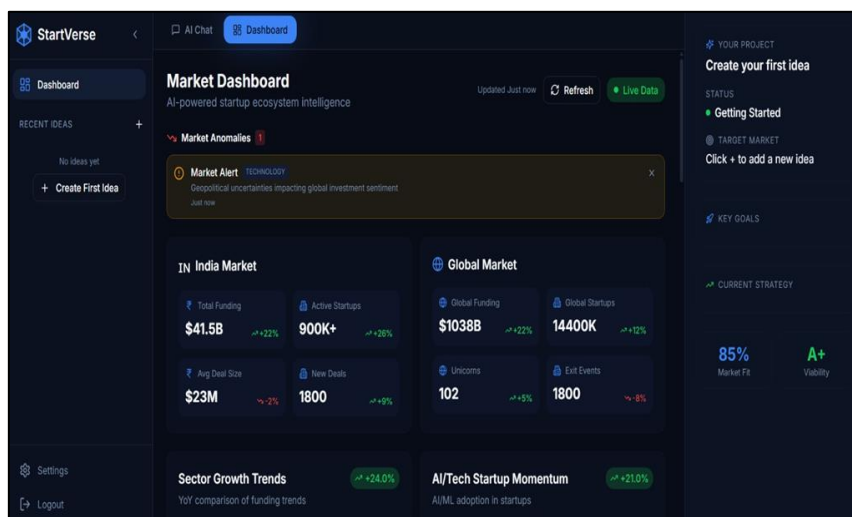 StartVerse
Dashboard
RECENT IDEAS +
No ideas yet
+ Create First Idea
Settings
Logout
AI Chat
Dashboard
Market Dashboard
AI-powered startup ecosystem intelligence
Updated Just now
Refresh
Live Data
Market Anomalies 1
Market Alert TECHNOLOGY
Geopolitical uncertainties impacting global investment sentiment
Just now
IN India Market
₹ Total Funding
$41.5B +22%
Active Startups
900K+ +26%
₹ Avg Deal Size
$23M -2%
New Deals
1800 +9%
Global Market
Global Funding
$1038B +22%
Global Startups
14400K +12%
Unicorns
102 +5%
Exit Events
1800 -8%
Sector Growth Trends +24.0%
YoY comparison of funding trends
AI/Tech Startup Momentum +21.0%
AI/ML adoption in startups
YOUR PROJECT
Create your first idea
STATUS
Getting Started
TARGET MARKET
Click + to add a new idea
KEY GOALS
CURRENT STRATEGY
85%
Market Fit
A+
Viability